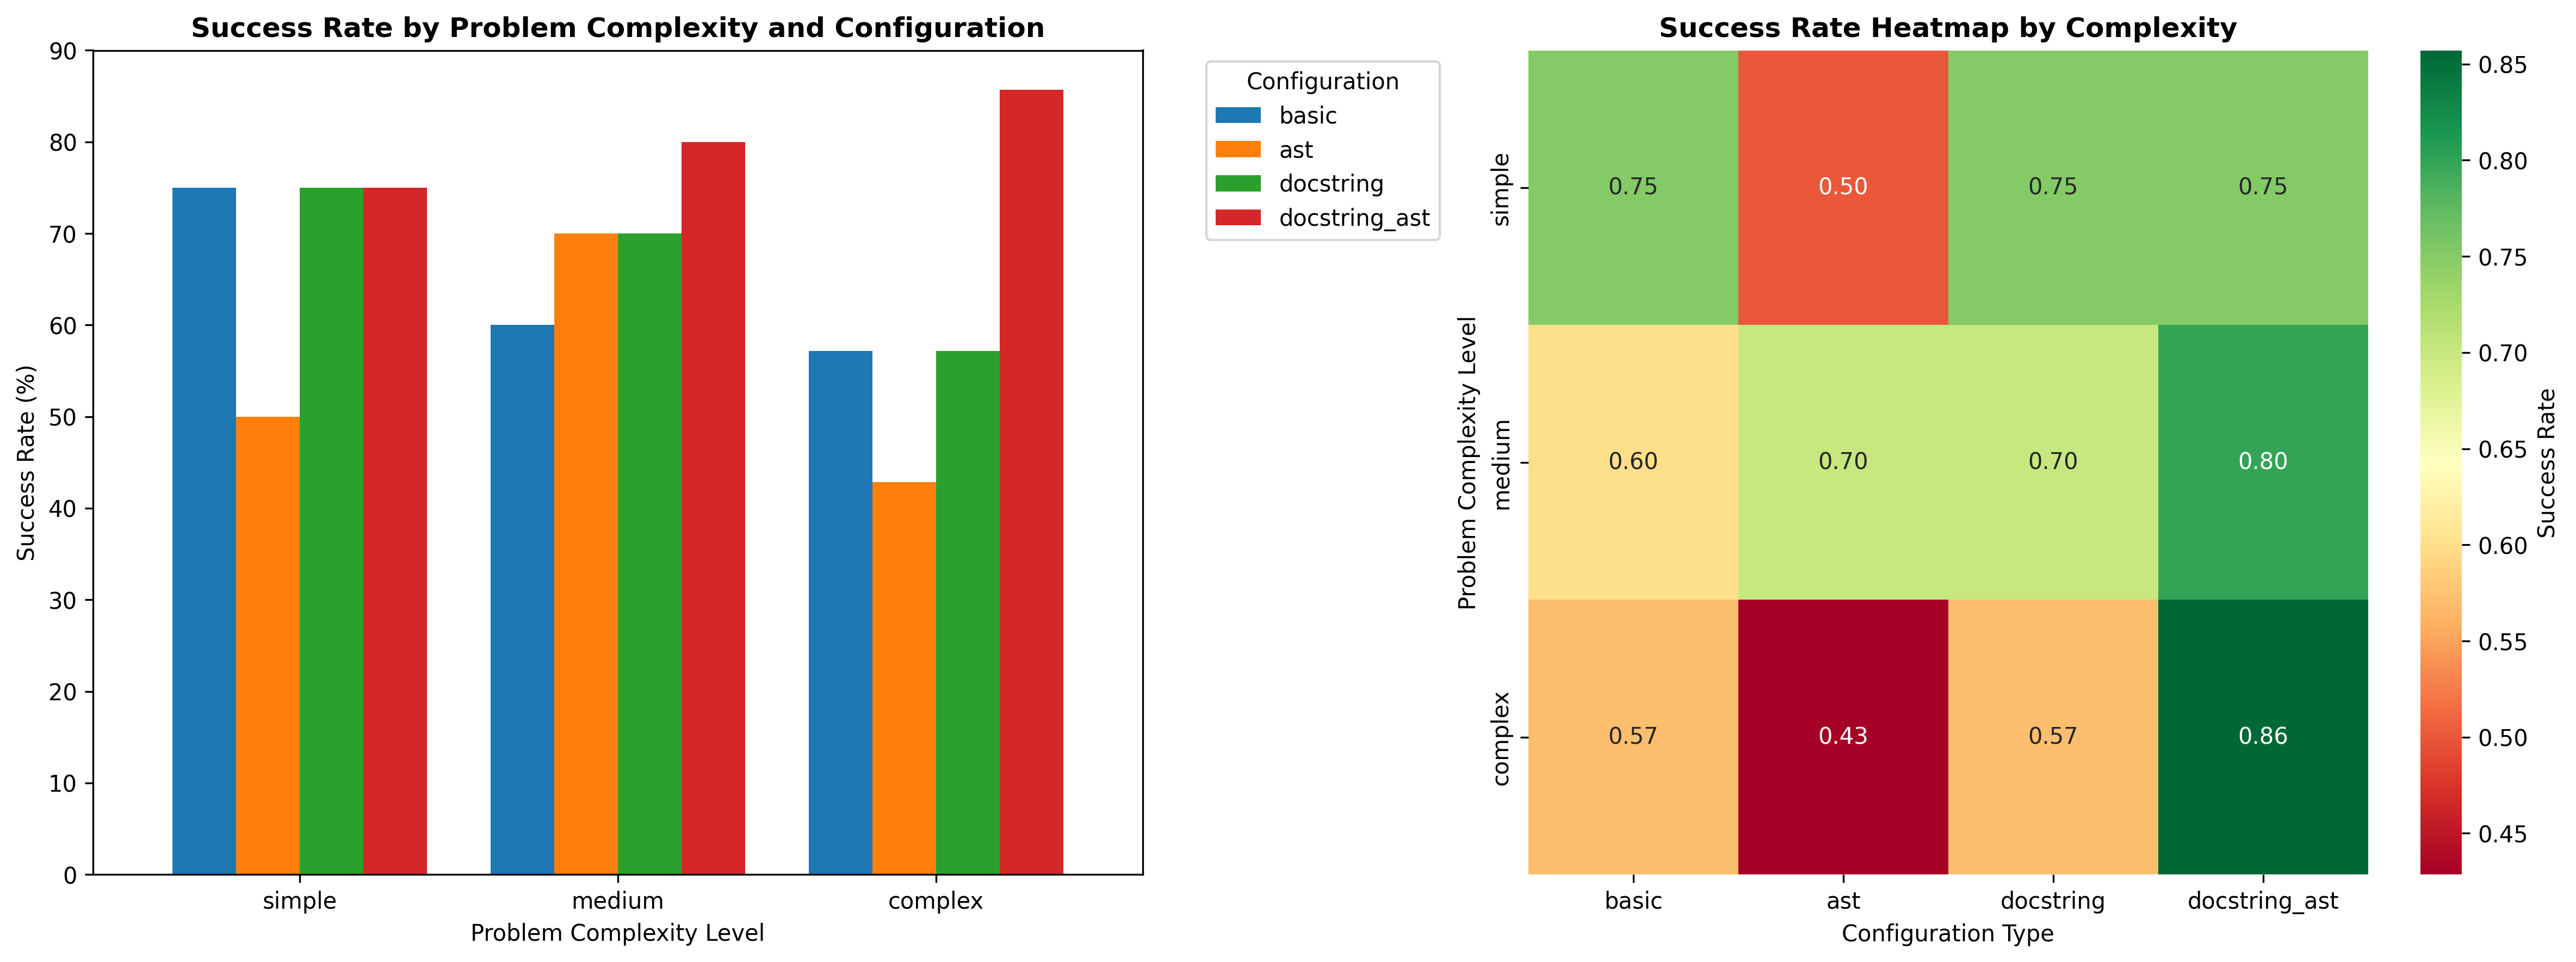 Success Rate by Problem Complexity and Configuration
90
80
70
60
50
40
30
20
10
0
Success Rate (%)
simple medium complex
Problem Complexity Level
Configuration
basic
ast
docstring
docstring_ast
Success Rate Heatmap by Complexity
Problem Complexity Level
simple
0.75 0.50 0.75 0.75
medium
0.60 0.70 0.70 0.80
complex
0.57 0.43 0.57 0.86
basic ast docstring docstring_ast
Configuration Type
0.85
0.80
0.75
0.70
0.65
0.60
0.55
0.50
0.45
Success Rate